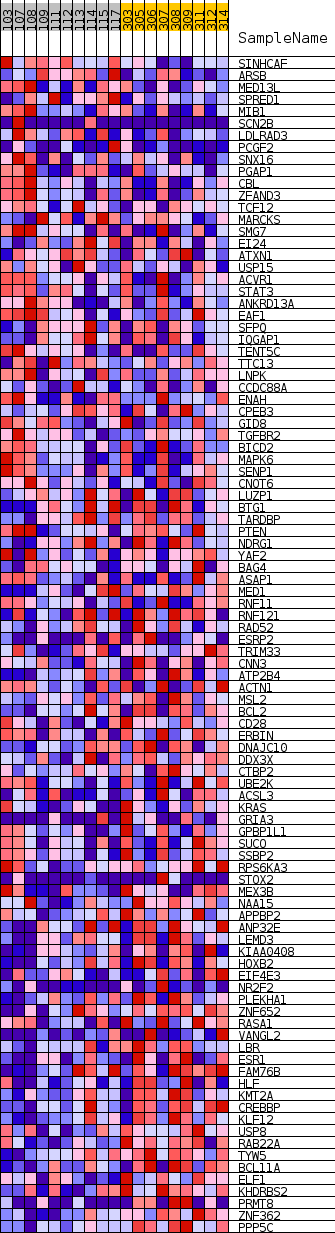 108 107 108 109 111 112 113 114 115 117 303 305 306 307 308 309 311 312 314
SampleName
SINHCAF
ARSB
MED13L
SPRED1
MIB1
SCN2B
LDLRAD3
PCGF2
SNX16
PGAP1
CBL
ZFAND3
TCF12
MARCKS
SMG7
EI24
ATXN1
USP15
ACVR1
STAT3
ANKRD13A
EAF1
SFPQ
IQGAP1
TENT5C
TTC13
LNPK
CCDC88A
ENAH
CPEB3
GID8
TGFBR2
BICD2
MAPK6
SENP1
CNOT6
LUZP1
BTG1
TARDBP
PTEN
NDRG1
YAF2
BAG4
ASAP1
MED1
RNF11
RNF121
RAD52
ESRP2
TRIM33
CNN3
ATP2B4
ACTN1
MSL2
BCL2
CD28
ERBIN
DNAJC10
DDX3X
CTBP2
UBE2K
ACSL3
KRAS
GRIA3
GPBP1L1
SUCO
SSBP2
RPS6KA3
STOX2
MEX3B
NAA15
APPBP2
ANP32E
LEMD3
KIAA0408
HOXB2
EIF4E3
NR2F2
PLEKHA1
ZNF652
RASA1
VANGL2
LBR
ESR1
FAM76B
HLF
KMT2A
CREBBP
KLF12
USP8
RAB22A
TYW5
BCL11A
ELF1
KHDRBS2
PRMT8
ZNF362
PPP5C